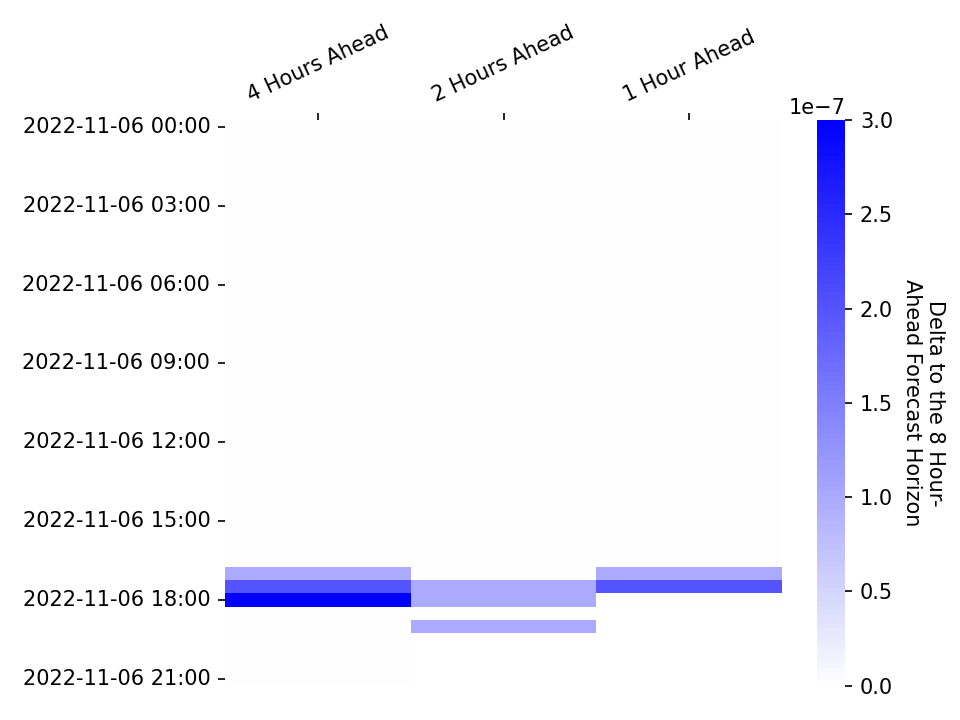 4 Hours Ahead
2 Hours Ahead
1 Hour Ahead
1e−7
2022-11-06 00:00
2022-11-06 03:00
2022-11-06 06:00
2022-11-06 09:00
2022-11-06 12:00
2022-11-06 15:00
2022-11-06 18:00
2022-11-06 21:00
3.0
2.5
2.0
1.5
1.0
0.5
0.0
Delta to the 8 Hour-
Ahead Forecast Horizon